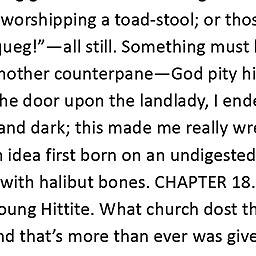 worshipping a toad-stool; or thos
queg!”—all still. Something must
nother counterpane—God pity hi
he door upon the landlady, I ende
and dark; this made me really wre
idea first born on an undigested
with halibut bones. CHAPTER 18.
oung Hittite. What church dost th
nd that’s more than ever was give